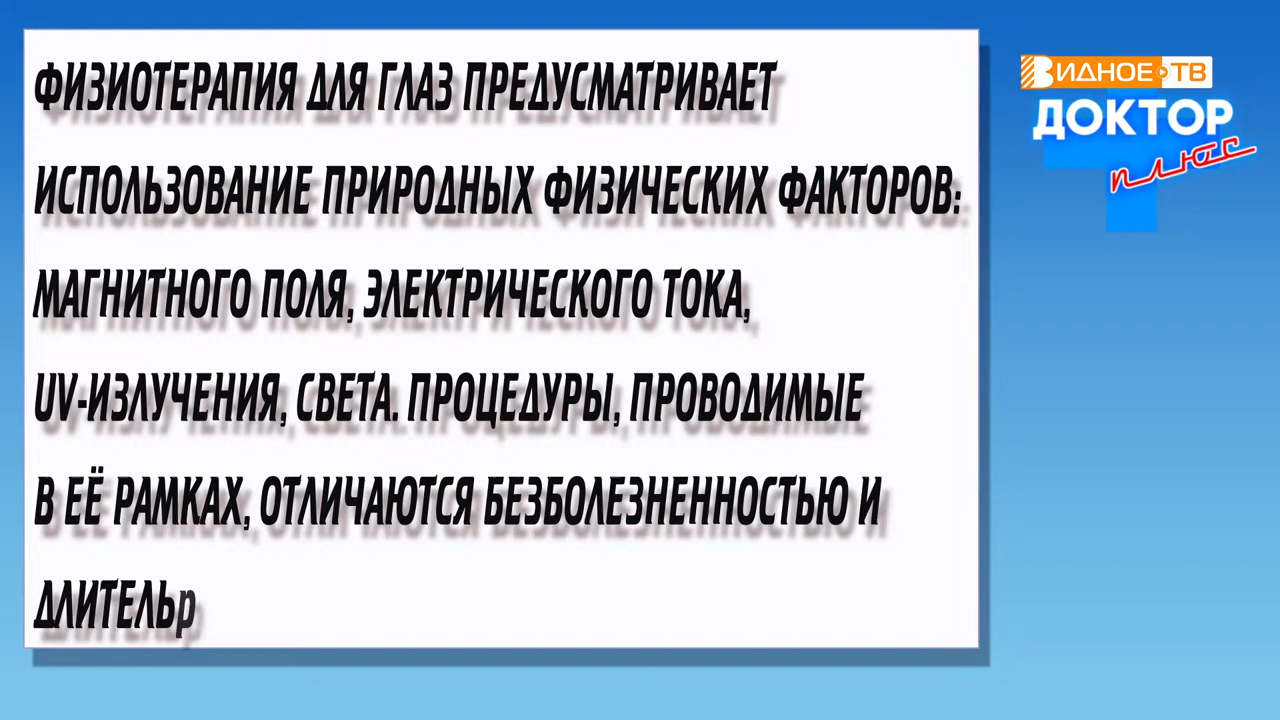 ФИЗИОТЕРАПИЯ ДЛЯ ГЛАЗ ПРЕДУСМАТРИВАЕТ
ИСПОЛЬЗОВАНИЕ ПРИРОДНЫХ ФИЗИЧЕСКИХ ФАКТОРОВ:
МАГНИТНОГО ПОЛЯ, ЭЛЕКТРИЧЕСКОГО ТОКА,
UV-ИЗЛУЧЕНИЯ, СВЕТА. ПРОЦЕДУРЫ, ПРОВОДИМЫЕ
В ЕЁ РАМКАХ, ОТЛИЧАЮТСЯ БЕЗБОЛЕЗНЕННОСТЬЮ И
ДЛИТЕЛЬр
ВИДНОЕ ТВ
ДОКТОР
плюс